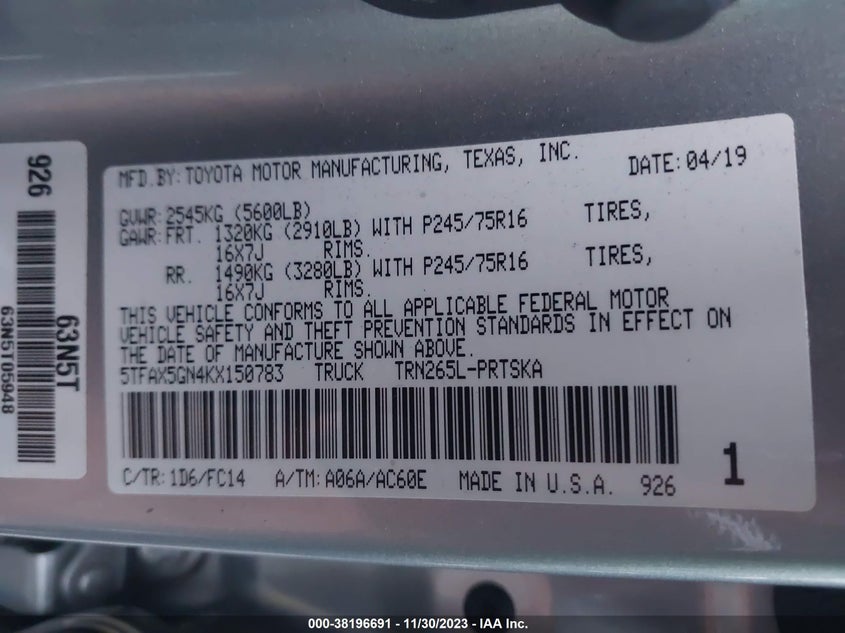 926
63N5T
63N5T05948
MFD.BY:TOYOTA MOTOR MANUFACTURING, TEXAS, INC. DATE:04/19
GVWR:2545KG (5600LB)
GAWR:FRT. 1320KG (2910LB) WITH P245/75R16 TIRES,
16X7J RIMS.
RR. 1490KG (3280LB) WITH P245/75R16 TIRES,
16X7J RIMS.
THIS VEHICLE CONFORMS TO ALL APPLICABLE FEDERAL MOTOR
VEHICLE SAFETY AND THEFT PREVENTION STANDARDS IN EFFECT ON
THE DATE OF MANUFACTURE SHOWN ABOVE.
5TFAX5GN4KX150783 TRUCK TRN265L-PRTSKA
C/TR:1D6/FC14 A/TM:A06A/AC60E MADE IN U.S.A. 926 1
000-38196691 - 11/30/2023 - IAA Inc.